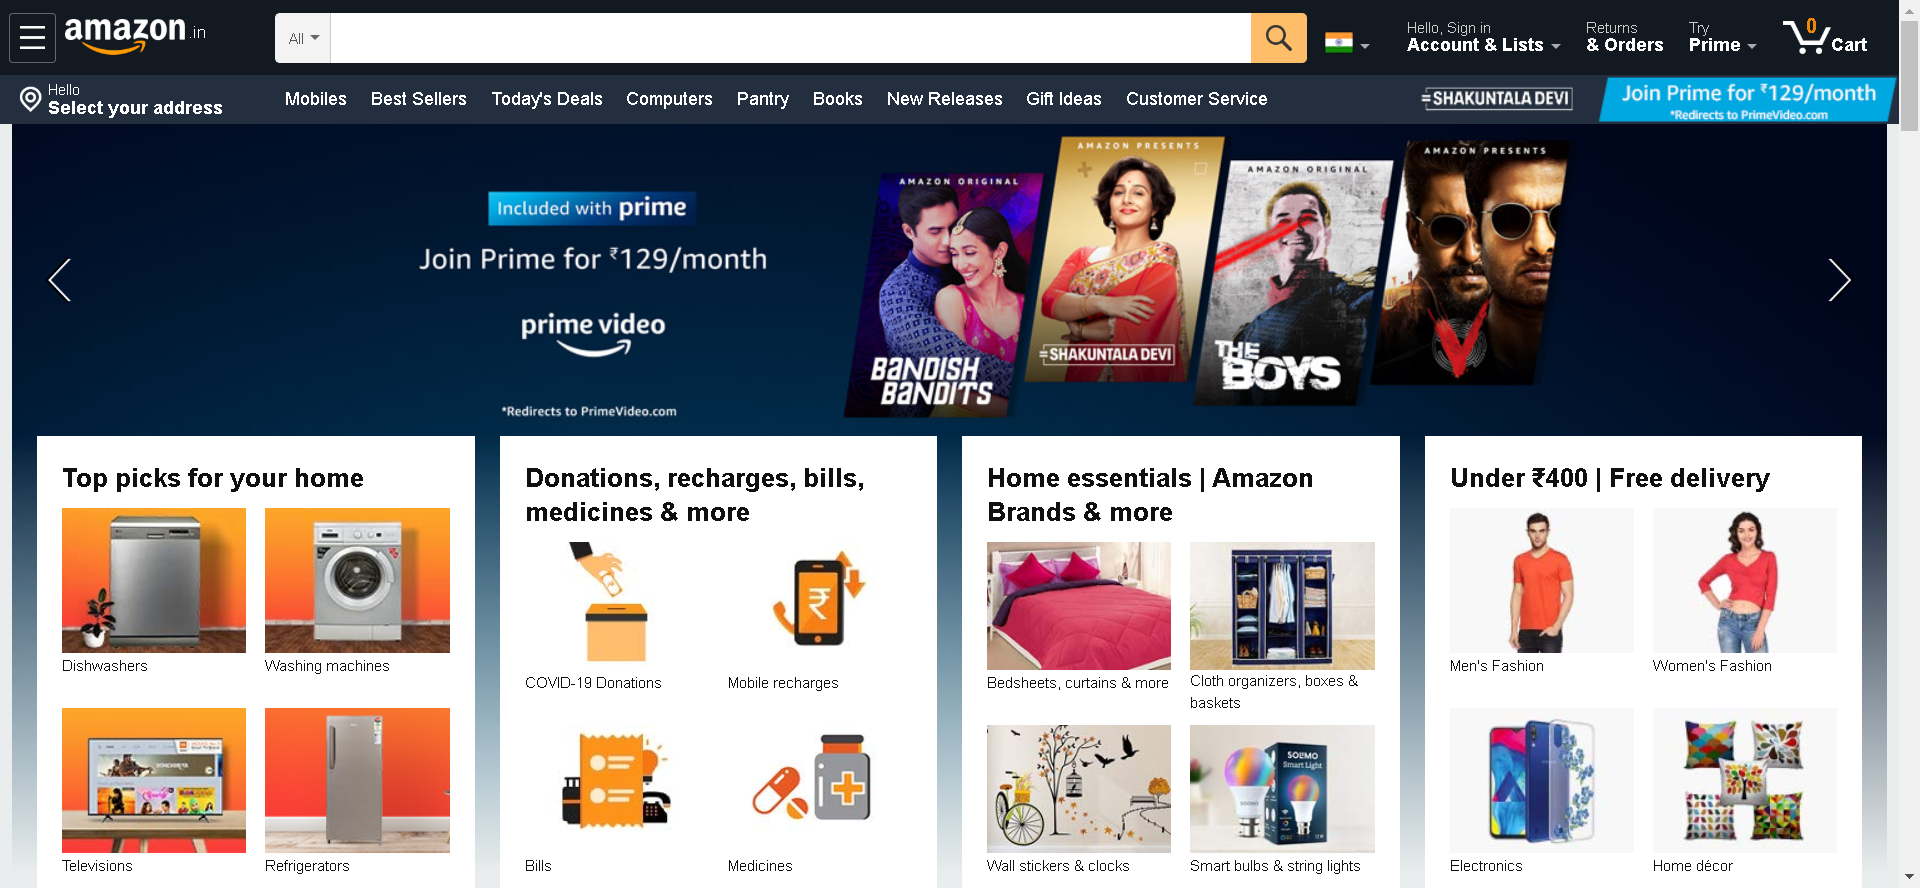 amazon.in
All
Hello, Sign in
Account & Lists
Returns
& Orders
Try
Prime
0
Cart
Hello
Select your address
Mobiles
Best Sellers
Today's Deals
Computers
Pantry
Books
New Releases
Gift Ideas
Customer Service
=SHAKUNTALA DEVI
Join Prime for ₹129/month
*Redirects to PrimeVideo.com
Included with prime
Join Prime for ₹129/month
prime video
*Redirects to PrimeVideo.com
AMAZON ORIGINAL
BANDISH
BANDITS
AMAZON PRESENTS
=SHAKUNTALA DEVI
AMAZON ORIGINAL
THE
BOYS
AMAZON PRESENTS
V
Top picks for your home
Dishwashers
Washing machines
Televisions
Refrigerators
Donations, recharges, bills,
medicines & more
COVID-19 Donations
Mobile recharges
Bills
Medicines
Home essentials | Amazon
Brands & more
Bedsheets, curtains & more
Cloth organizers, boxes &
baskets
SOLIMO
Smart Light
SOLIMO
Wall stickers & clocks
Smart bulbs & string lights
Under ₹400 | Free delivery
Men's Fashion
Women's Fashion
Electronics
Home décor